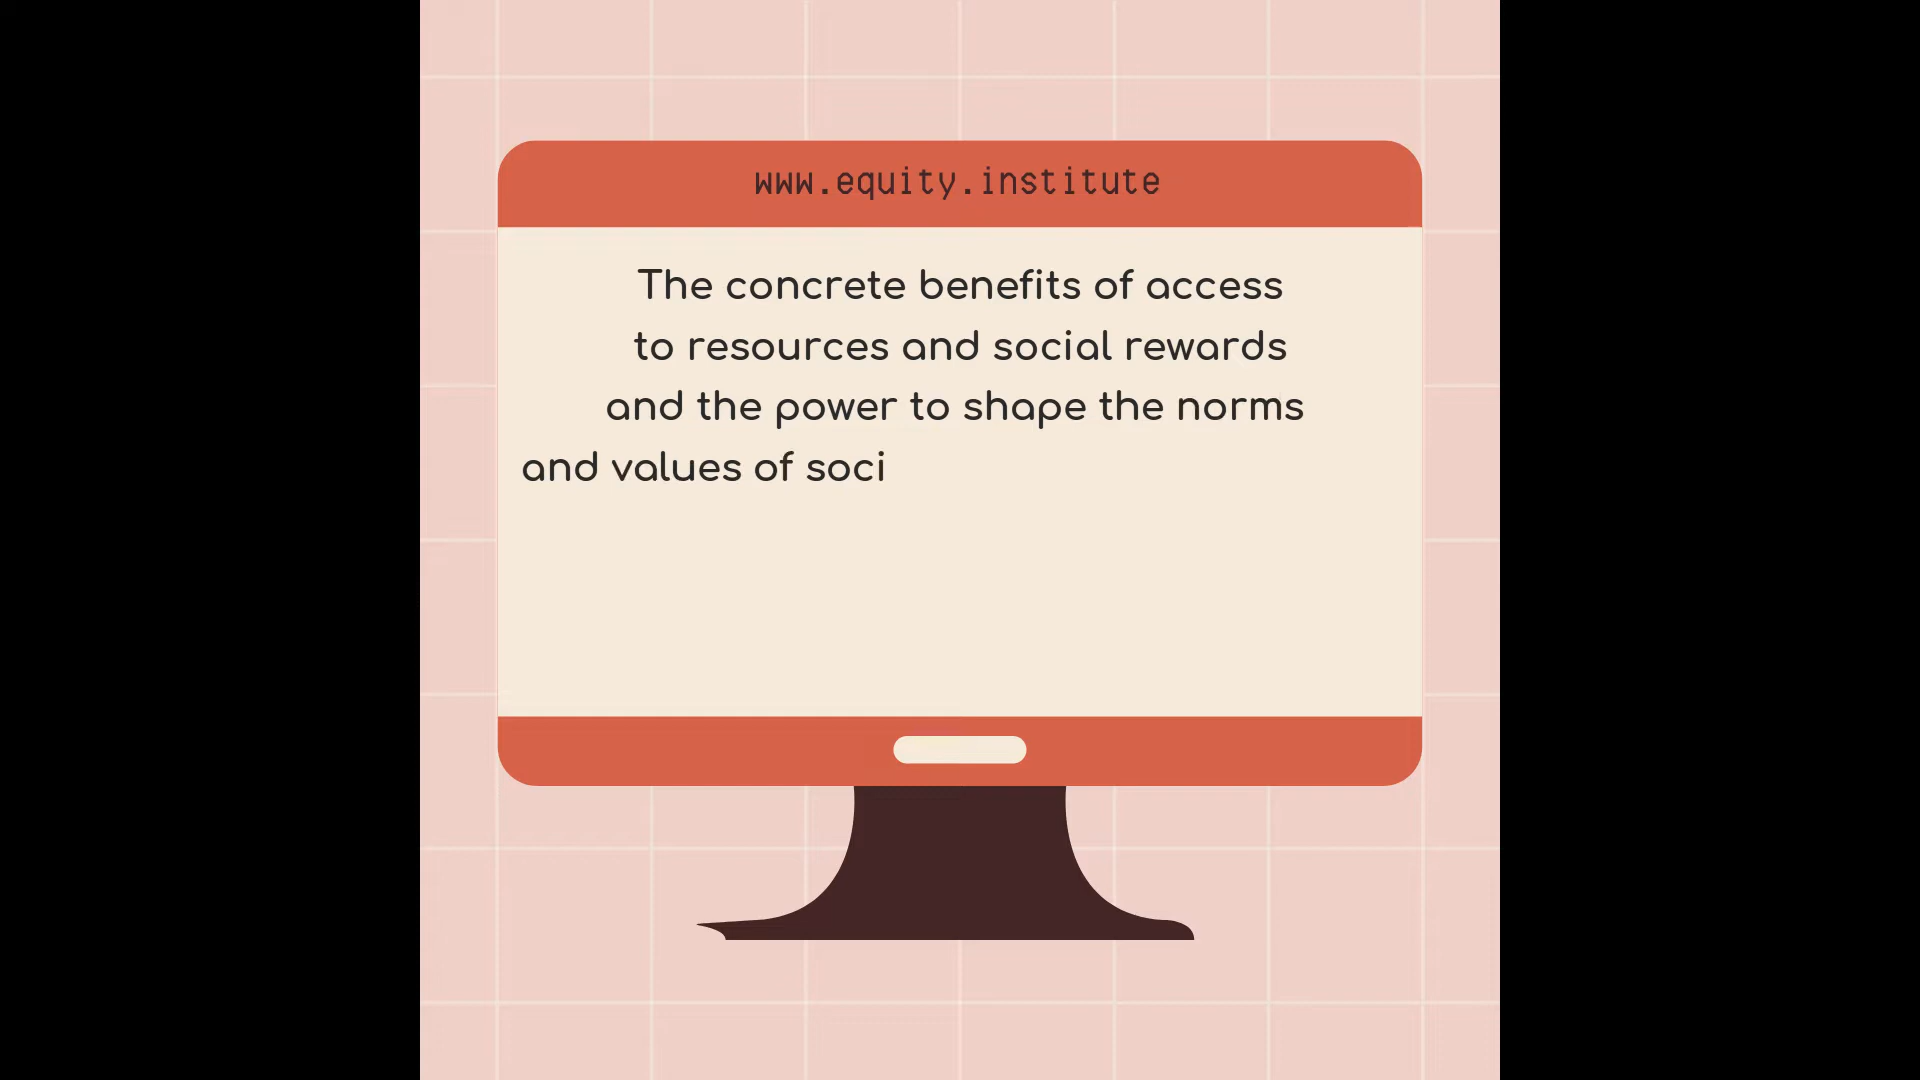 www.equity.institute
The concrete benefits of access
to resources and social rewards
and the power to shape the norms
and values of soci